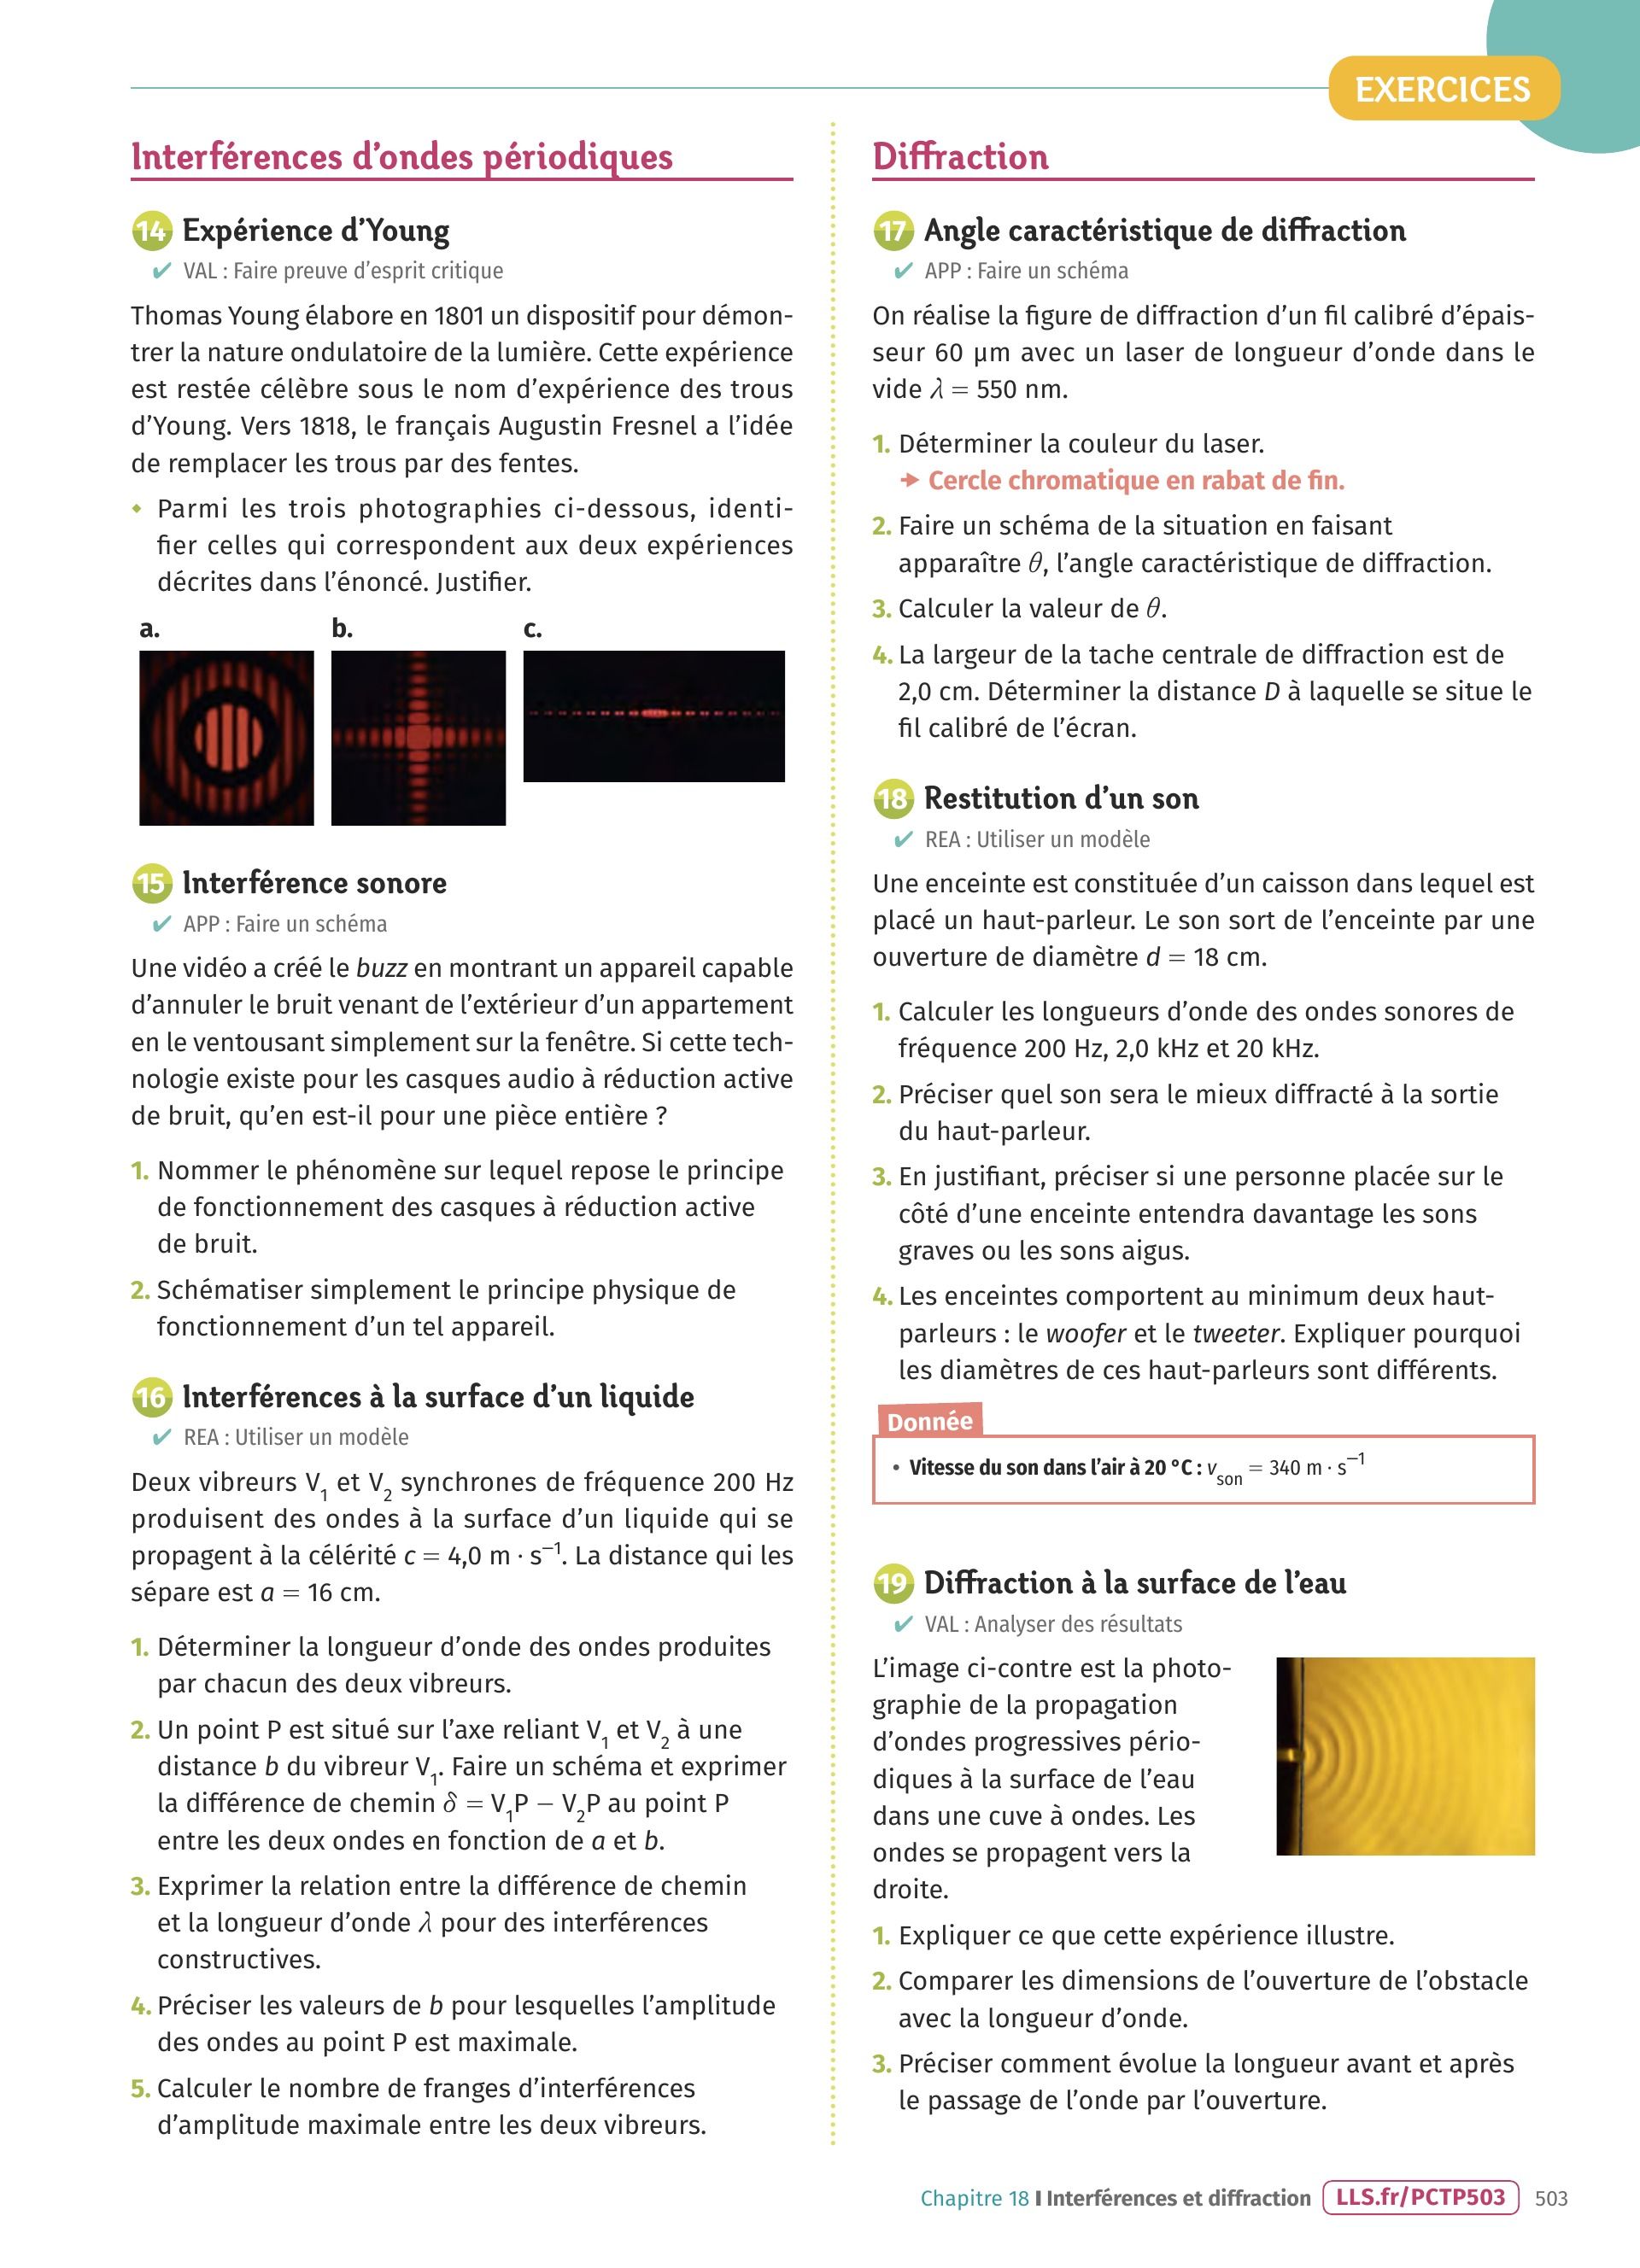 EXERCICES
Interférences d’ondes périodiques
14 Expérience d’Young
✔ VAL : Faire preuve d’esprit critique
Thomas Young élabore en 1801 un dispositif pour démon-
trer la nature ondulatoire de la lumière. Cette expérience
est restée célèbre sous le nom d’expérience des trous
d’Young. Vers 1818, le français Augustin Fresnel a l’idée
de remplacer les trous par des fentes.
Parmi les trois photographies ci-dessous, identi-
fier celles qui correspondent aux deux expériences
décrites dans l’énoncé. Justifier.
a. b. c.
15 Interférence sonore
✔ APP : Faire un schéma
Une vidéo a créé le buzz en montrant un appareil capable
d’annuler le bruit venant de l’extérieur d’un appartement
en le ventousant simplement sur la fenêtre. Si cette tech-
nologie existe pour les casques audio à réduction active
de bruit, qu’en est-il pour une pièce entière ?
1. Nommer le phénomène sur lequel repose le principe
de fonctionnement des casques à réduction active
de bruit.
2. Schématiser simplement le principe physique de
fonctionnement d’un tel appareil.
16 Interférences à la surface d’un liquide
✔ REA : Utiliser un modèle
Deux vibreurs V₁ et V₂ synchrones de fréquence 200 Hz
produisent des ondes à la surface d’un liquide qui se
propagent à la célérité c = 4,0 m · s⁻¹. La distance qui les
sépare est a = 16 cm.
1. Déterminer la longueur d’onde des ondes produites
par chacun des deux vibreurs.
2. Un point P est situé sur l’axe reliant V₁ et V₂ à une
distance b du vibreur V₁. Faire un schéma et exprimer
la différence de chemin δ = V₁P − V₂P au point P
entre les deux ondes en fonction de a et b.
3. Exprimer la relation entre la différence de chemin
et la longueur d’onde λ pour des interférences
constructives.
4. Préciser les valeurs de b pour lesquelles l’amplitude
des ondes au point P est maximale.
5. Calculer le nombre de franges d’interférences
d’amplitude maximale entre les deux vibreurs.
Diffraction
17 Angle caractéristique de diffraction
✔ APP : Faire un schéma
On réalise la figure de diffraction d’un fil calibré d’épais-
seur 60 µm avec un laser de longueur d’onde dans le
vide λ = 550 nm.
1. Déterminer la couleur du laser.
➔ Cercle chromatique en rabat de fin.
2. Faire un schéma de la situation en faisant
apparaître θ, l’angle caractéristique de diffraction.
3. Calculer la valeur de θ.
4. La largeur de la tache centrale de diffraction est de
2,0 cm. Déterminer la distance D à laquelle se situe le
fil calibré de l’écran.
18 Restitution d’un son
✔ REA : Utiliser un modèle
Une enceinte est constituée d’un caisson dans lequel est
placé un haut-parleur. Le son sort de l’enceinte par une
ouverture de diamètre d = 18 cm.
1. Calculer les longueurs d’onde des ondes sonores de
fréquence 200 Hz, 2,0 kHz et 20 kHz.
2. Préciser quel son sera le mieux diffracté à la sortie
du haut-parleur.
3. En justifiant, préciser si une personne placée sur le
côté d’une enceinte entendra davantage les sons
graves ou les sons aigus.
4. Les enceintes comportent au minimum deux haut-
parleurs : le woofer et le tweeter. Expliquer pourquoi
les diamètres de ces haut-parleurs sont différents.
Donnée
• Vitesse du son dans l’air à 20 °C : v_son = 340 m · s⁻¹
19 Diffraction à la surface de l’eau
✔ VAL : Analyser des résultats
L’image ci-contre est la photo-
graphie de la propagation
d’ondes progressives pério-
diques à la surface de l’eau
dans une cuve à ondes. Les
ondes se propagent vers la
droite.
1. Expliquer ce que cette expérience illustre.
2. Comparer les dimensions de l’ouverture de l’obstacle
avec la longueur d’onde.
3. Préciser comment évolue la longueur avant et après
le passage de l’onde par l’ouverture.
Chapitre 18 I Interférences et diffraction LLS.fr/PCTP503 503